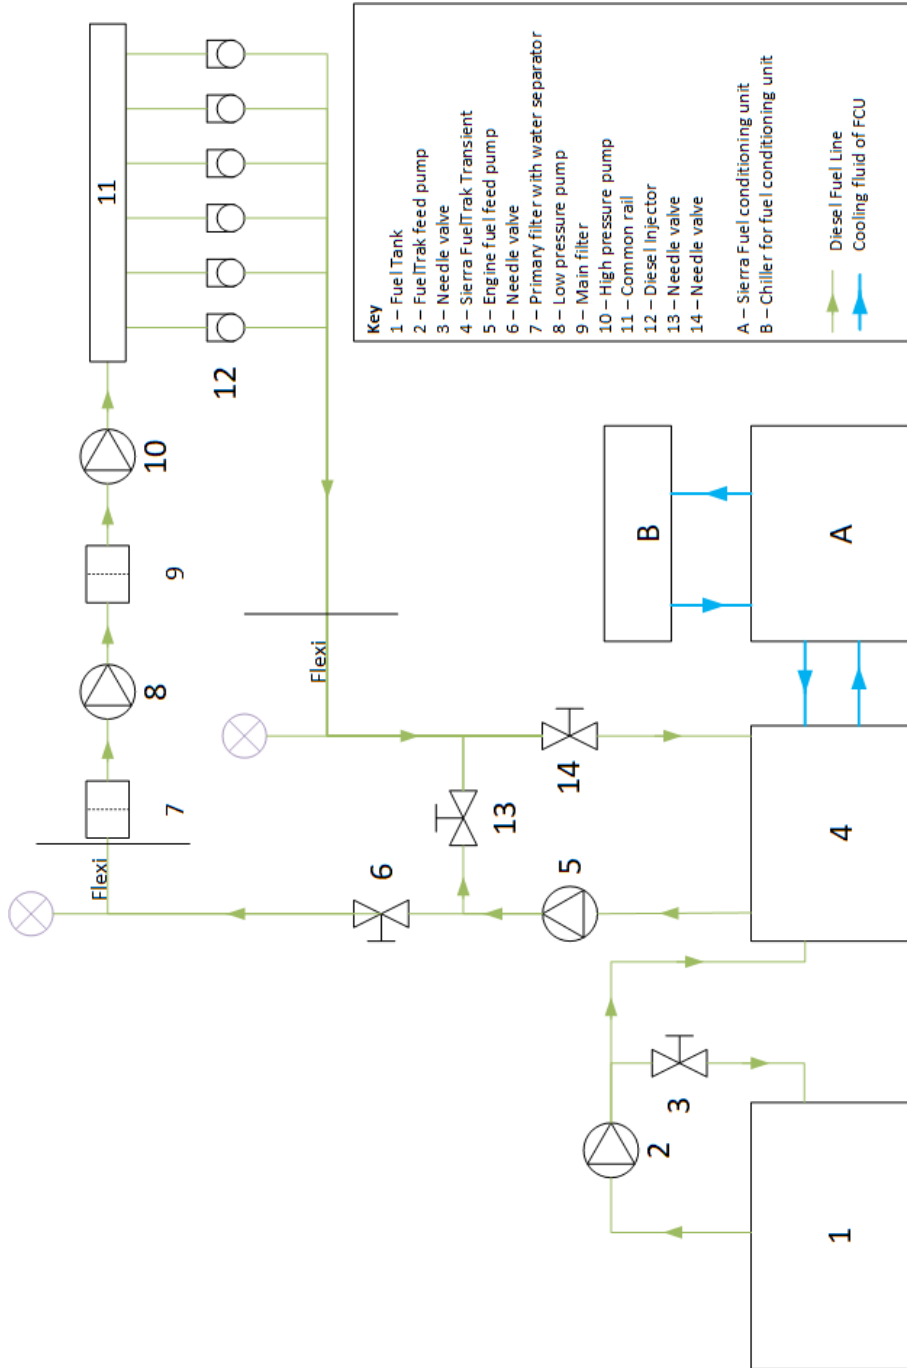 11
12
10
9
8
7
Flexi
Flexi
6
13
14
5
4
3
2
1
B
A
Key
1 – Fuel Tank
2 – FuelTrak feed pump
3 – Needle valve
4 – Sierra FuelTrak Transient
5 – Engine fuel feed pump
6 – Needle valve
7 – Primary filter with water separator
8 – Low pressure pump
9 – Main filter
10 – High pressure pump
11 – Common rail
12 – Diesel Injector
13 – Needle valve
14 – Needle valve
A – Sierra Fuel conditioning unit
B – Chiller for fuel conditioning unit
Diesel Fuel Line
Cooling fluid of FCU